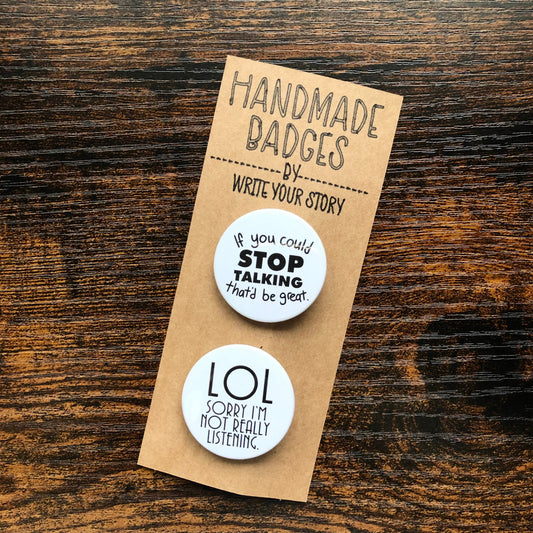 HANDMADE
BADGES
BY
WRITE YOUR STORY
If you could
STOP
TALKING
that'd be great.
LOL
SORRY I'M
NOT REALLY
LISTENING.